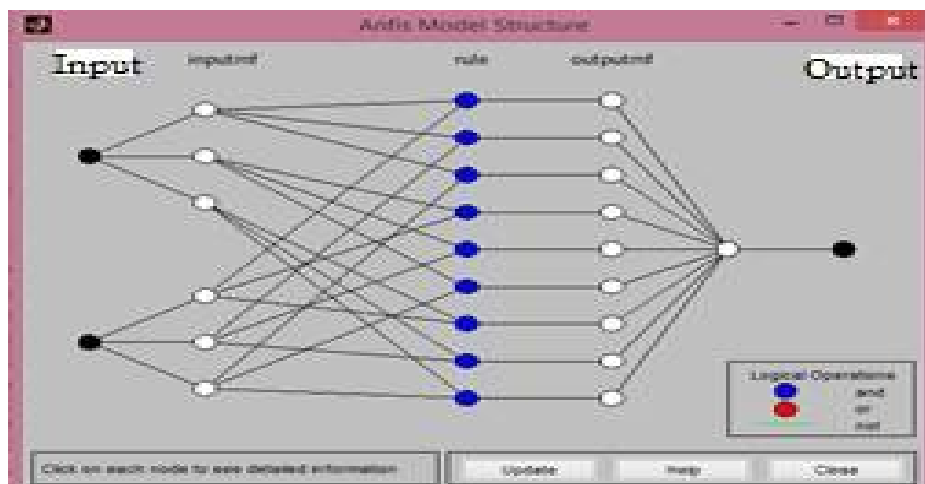 Anfis Model Structure
Input
inputmf
rule
outputmf
Output
Logical Operations
and
or
not
Click on each node to see detailed information
Update
Help
Close